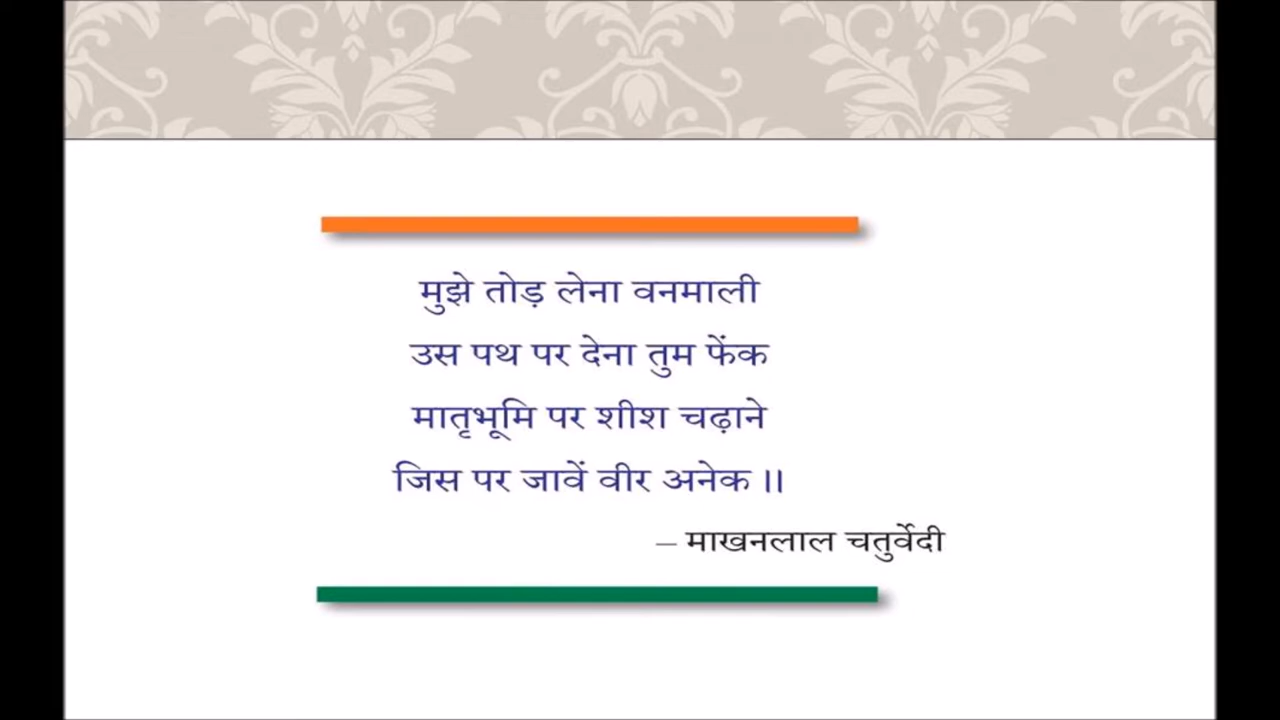 मुझे तोड़ लेना वनमाली
उस पथ पर देना तुम फेंक
मातृभूमि पर शीश चढ़ाने
जिस पर जावें वीर अनेक ।।
– माखनलाल चतुर्वेदी